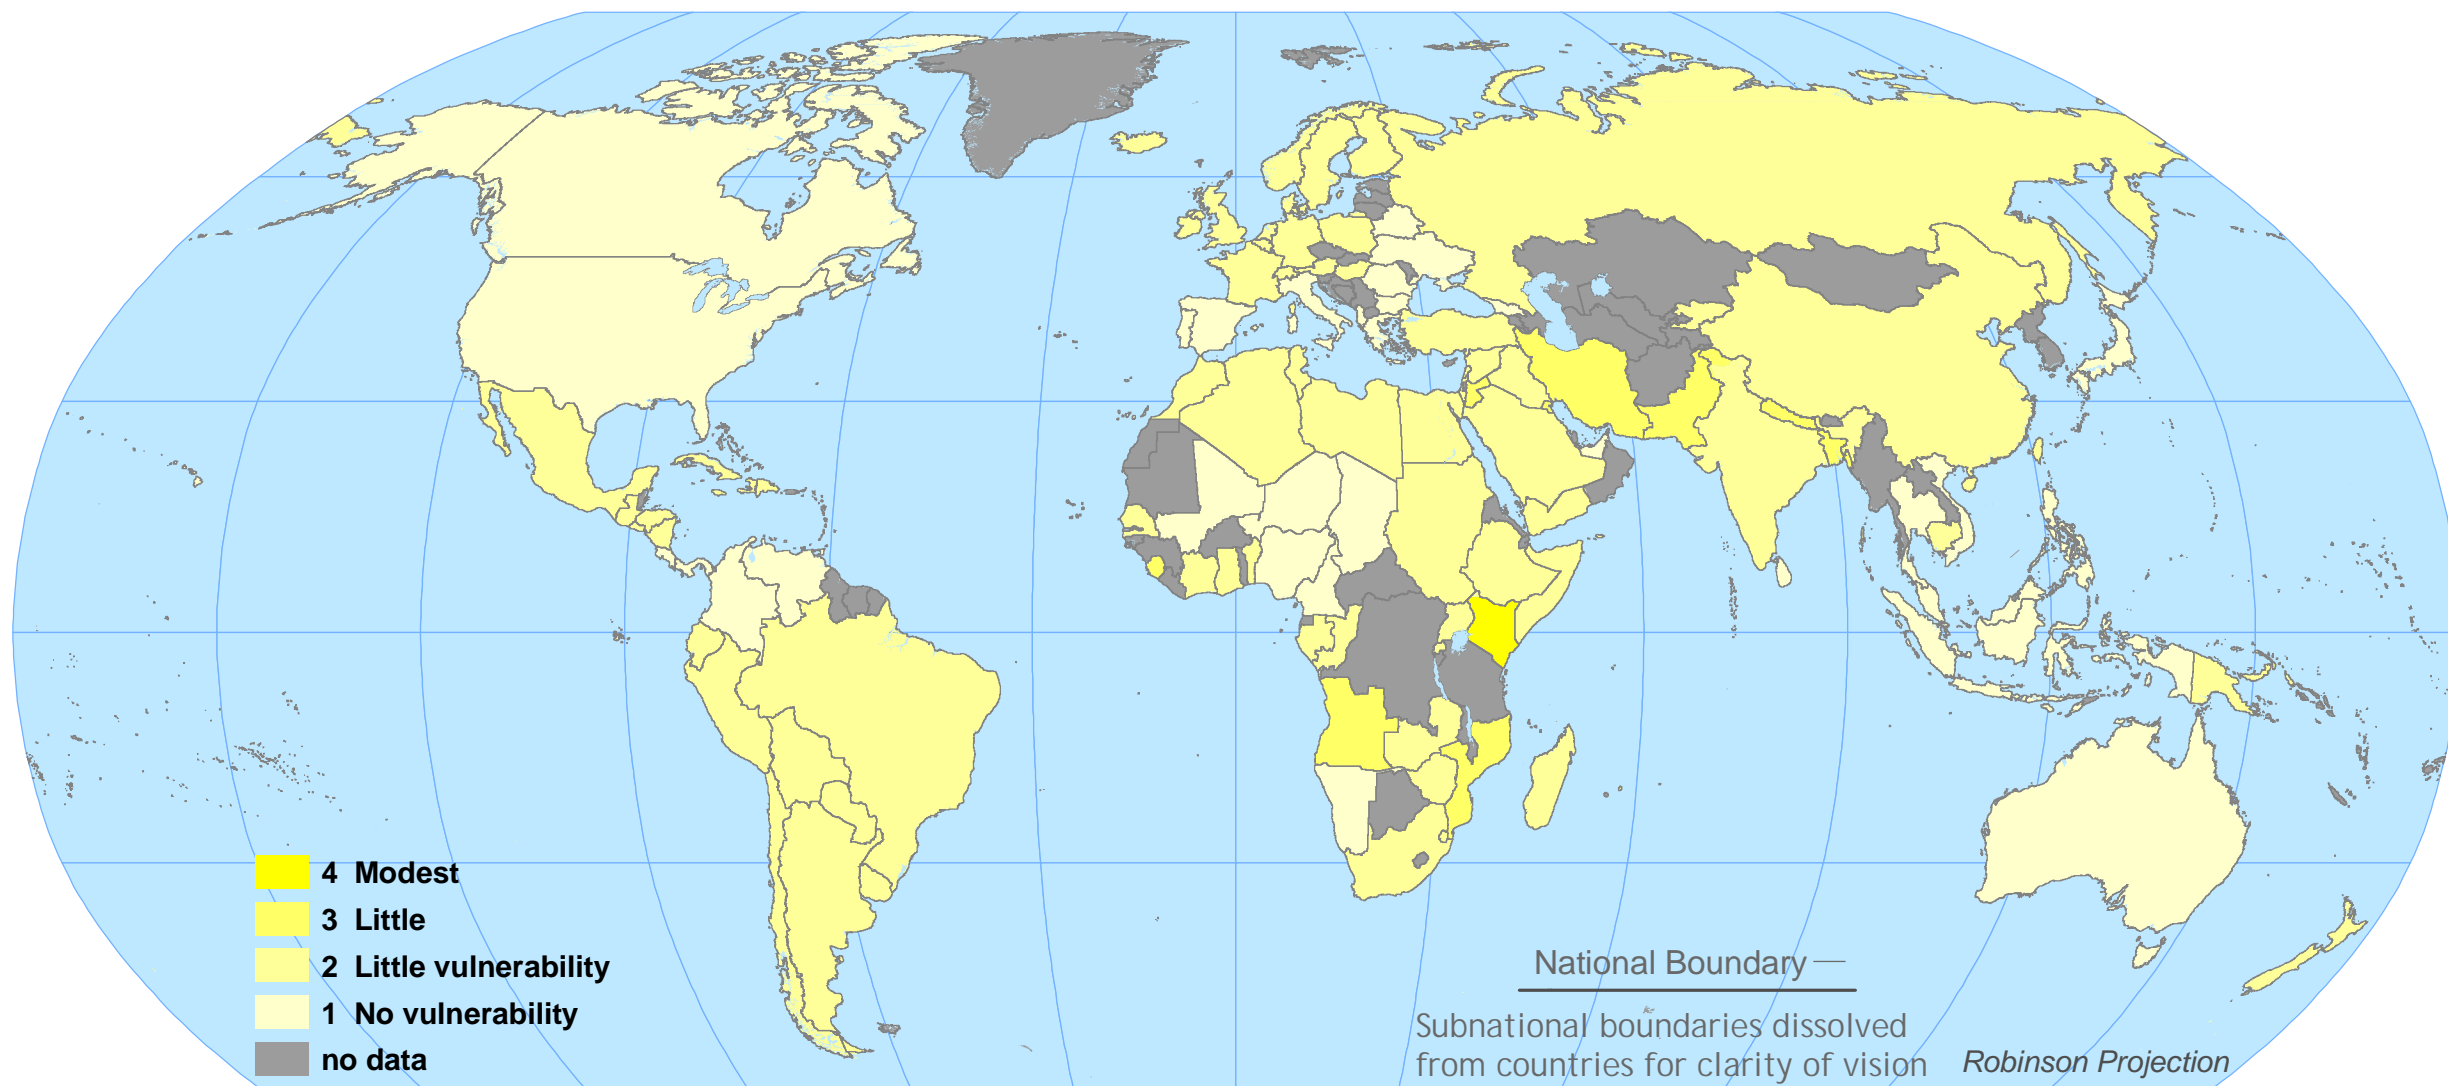 4 Modest
3 Little
2 Little vulnerability
1 No vulnerability
no data
National Boundary
Subnational boundaries dissolved
from countries for clarity of vision
Robinson Projection